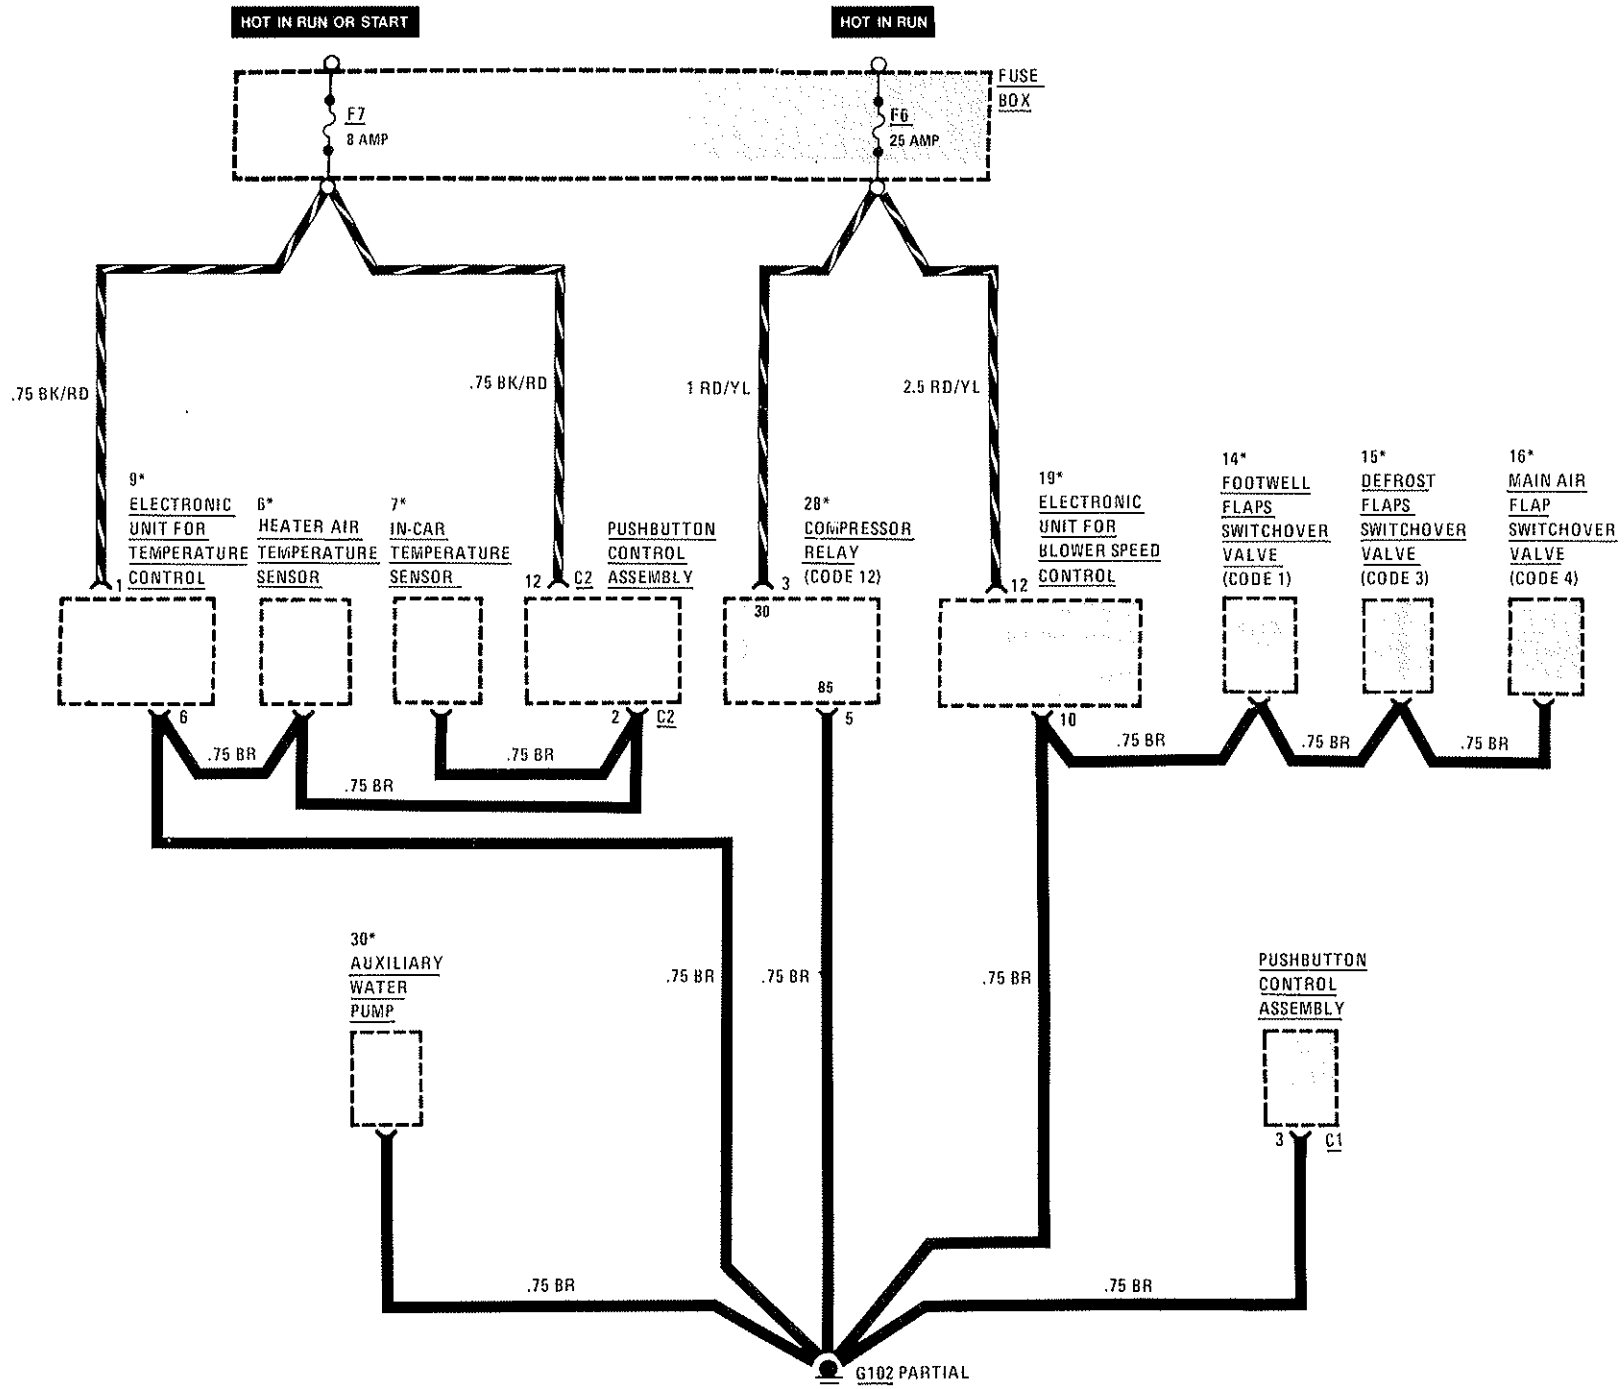 HOT IN RUN OR START
HOT IN RUN
FUSE
BOX
F7
8 AMP
F6
25 AMP
.75 BK/RD
.75 BK/RD
1 RD/YL
2.5 RD/YL
9*
ELECTRONIC
UNIT FOR
TEMPERATURE
CONTROL
6*
HEATER AIR
TEMPERATURE
SENSOR
7*
IN-CAR
TEMPERATURE
SENSOR
PUSHBUTTON
CONTROL
ASSEMBLY
28*
COMPRESSOR
RELAY
(CODE 12)
19*
ELECTRONIC
UNIT FOR
BLOWER SPEED
CONTROL
14*
FOOTWELL
FLAPS
SWITCHOVER
VALVE
(CODE 1)
15*
DEFROST
FLAPS
SWITCHOVER
VALVE
(CODE 3)
16*
MAIN AIR
FLAP
SWITCHOVER
VALVE
(CODE 4)
1
12 C2
3
12
30
85
6
2 C2
5
10
.75 BR
.75 BR
.75 BR
.75 BR
.75 BR
.75 BR
30*
AUXILIARY
WATER
PUMP
.75 BR
.75 BR
.75 BR
PUSHBUTTON
CONTROL
ASSEMBLY
3 C1
.75 BR
.75 BR
G102 PARTIAL